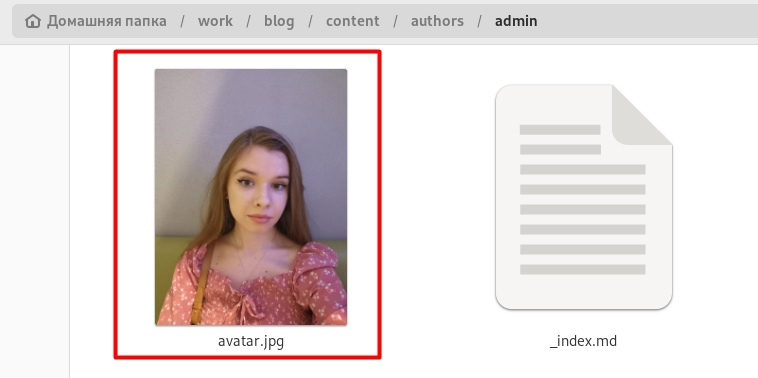 Домашняя папка / work / blog / content / authors / admin
avatar.jpg
_index.md